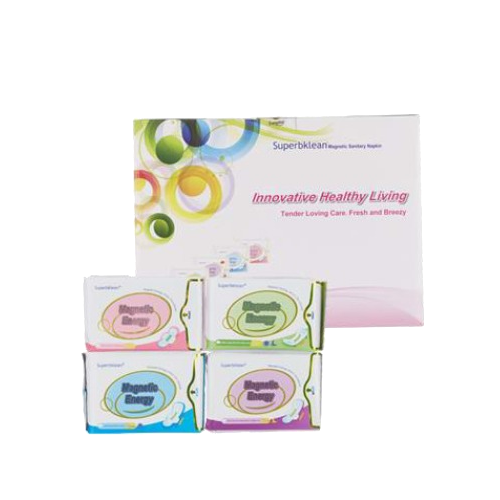 Superbklean Magnetic Sanitary Napkin
Innovative Healthy Living
Tender Loving Care. Fresh and Breezy
Superbklean
Magnetic
Energy
Superbklean
Magnetic
Energy
Superbklean
Magnetic
Energy
Superbklean
Magnetic
Energy